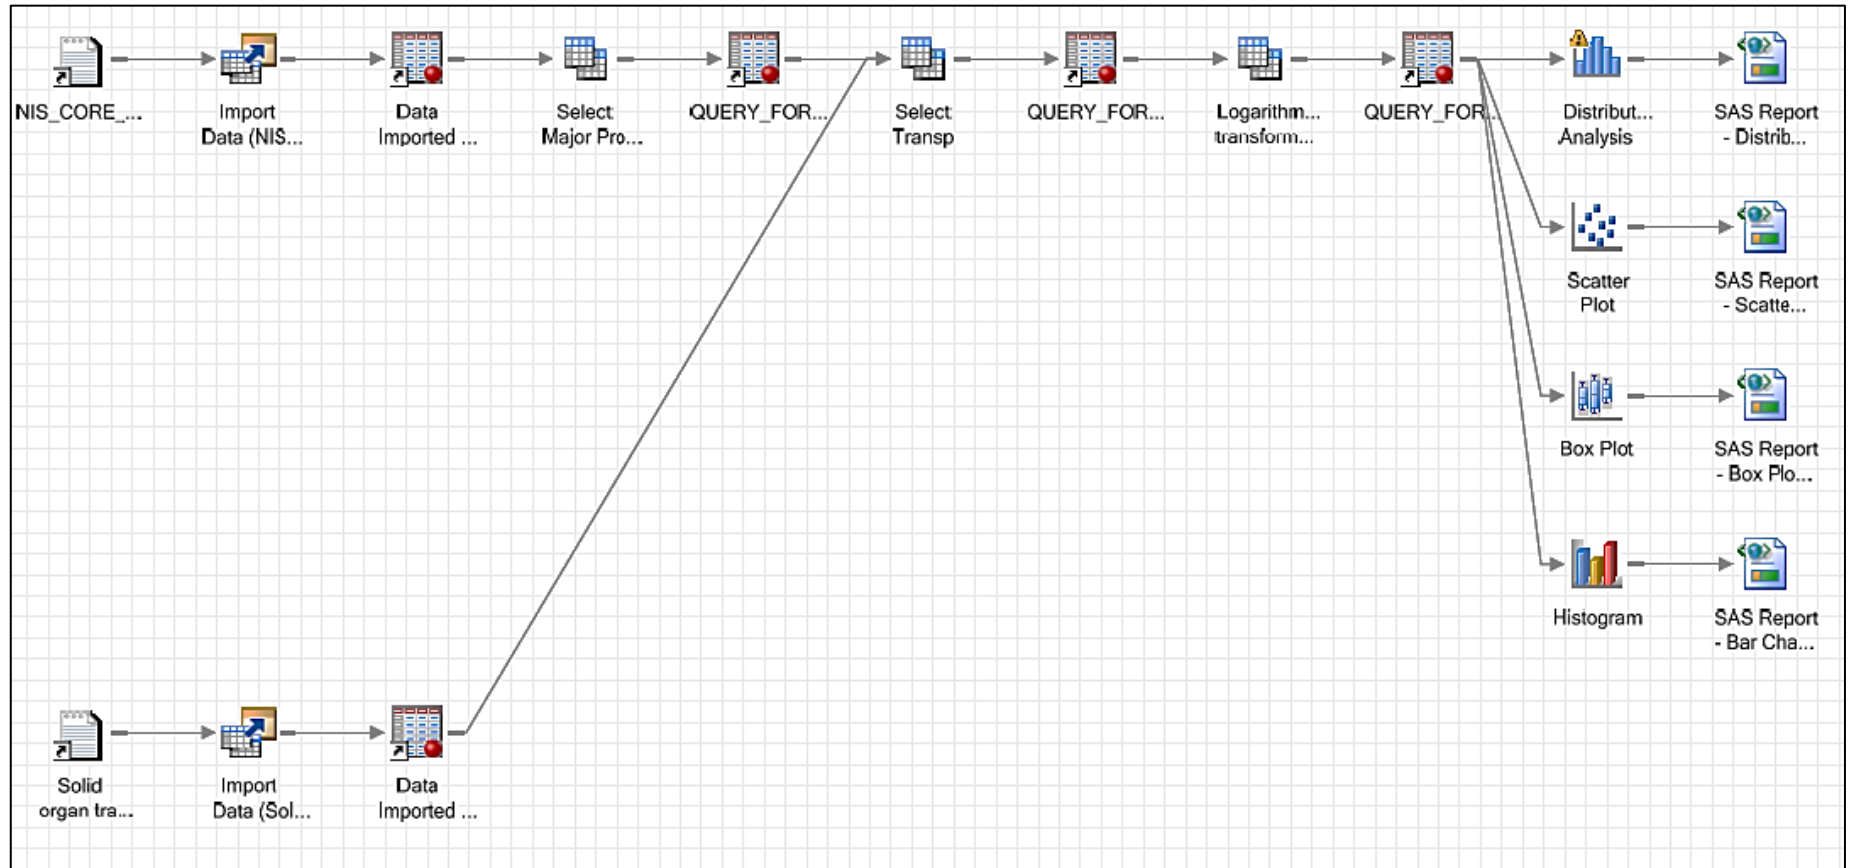 NIS_CORE_...
Import
Data (NIS...
Data
Imported ...
Select
Major Pro...
QUERY_FOR...
Select
Transp
QUERY_FOR...
Logarithm...
transform...
QUERY_FOR...
Distribut...
Analysis
SAS Report
- Distrib...
Scatter
Plot
SAS Report
- Scatte...
Box Plot
SAS Report
- Box Plo...
Histogram
SAS Report
- Bar Cha...
Solid
organ tra...
Import
Data (Sol...
Data
Imported ...